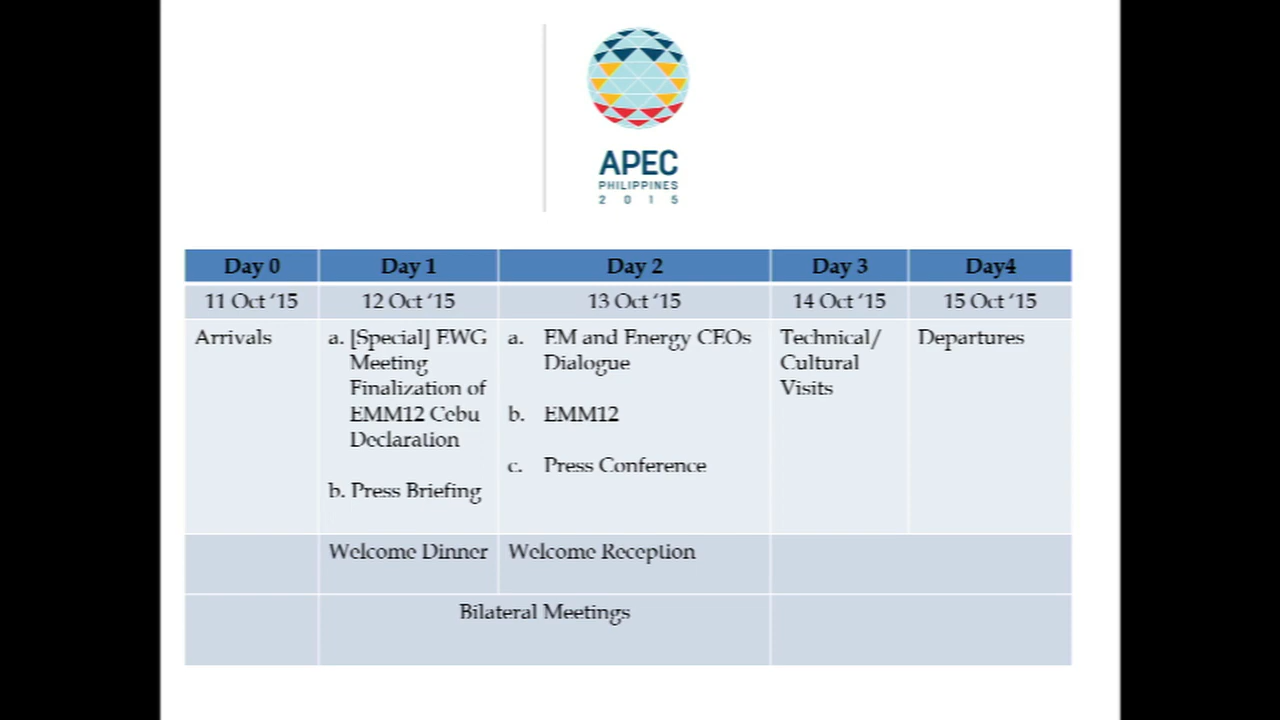 APEC
PHILIPPINES
2 0 1 5
Day 0 Day 1 Day 2 Day 3 Day4
11 Oct ‘15 12 Oct ‘15 13 Oct ‘15 14 Oct ‘15 15 Oct ‘15
Arrivals
a. [Special] EWG
Meeting
Finalization of
EMM12 Cebu
Declaration
b. Press Briefing
a. EM and Energy CEOs
Dialogue
b. EMM12
c. Press Conference
Technical/
Cultural
Visits
Departures
Welcome Dinner Welcome Reception
Bilateral Meetings